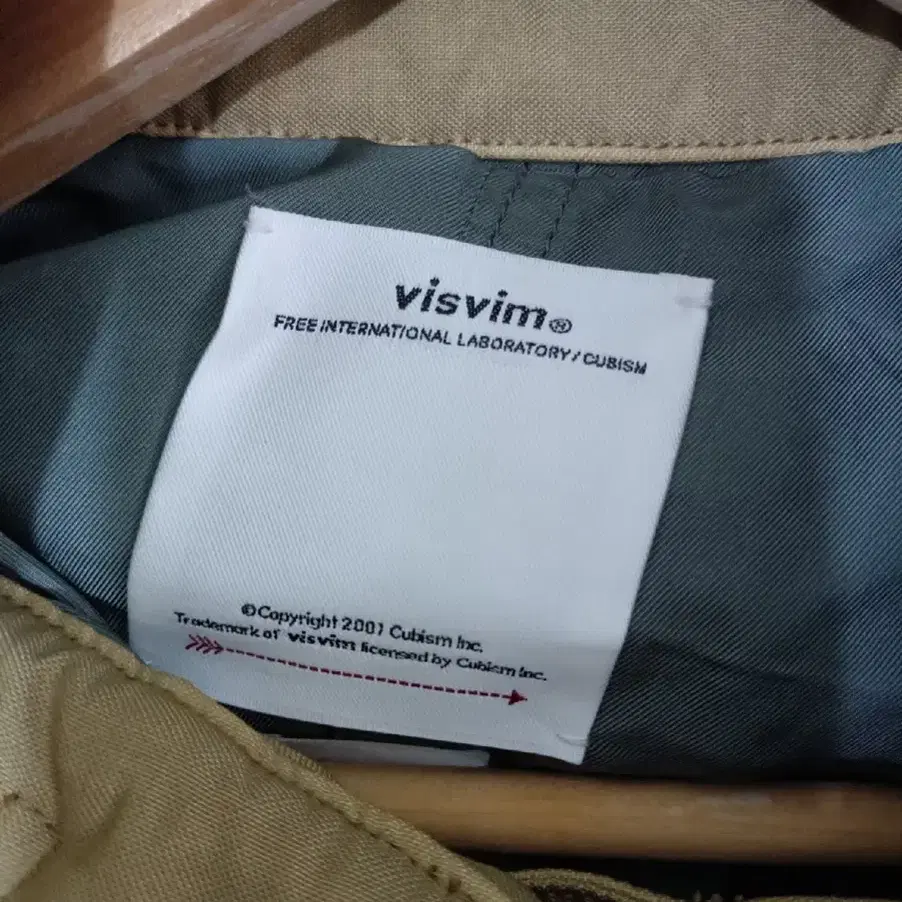 visvim®
FREE INTERNATIONAL LABORATORY / CUBISM
©Copyright 2001 Cubism Inc.
Trademark of visvim licensed by Cubism Inc.